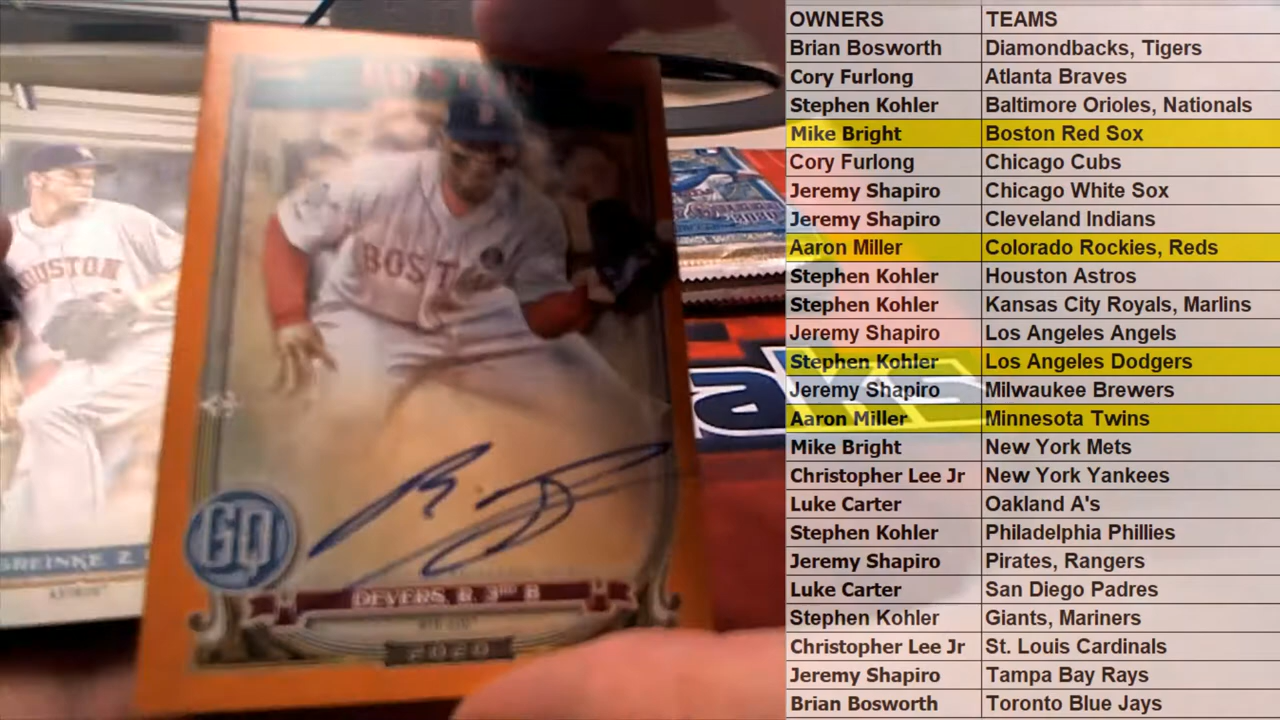 BOSTON
BOSTON
GQ
DEVERS, R. 3RD B
2020
HOUSTON
GREINKE Z
OWNERS TEAMS
Brian Bosworth Diamondbacks, Tigers
Cory Furlong Atlanta Braves
Stephen Kohler Baltimore Orioles, Nationals
Mike Bright Boston Red Sox
Cory Furlong Chicago Cubs
Jeremy Shapiro Chicago White Sox
Jeremy Shapiro Cleveland Indians
Aaron Miller Colorado Rockies, Reds
Stephen Kohler Houston Astros
Stephen Kohler Kansas City Royals, Marlins
Jeremy Shapiro Los Angeles Angels
Stephen Kohler Los Angeles Dodgers
Jeremy Shapiro Milwaukee Brewers
Aaron Miller Minnesota Twins
Mike Bright New York Mets
Christopher Lee Jr New York Yankees
Luke Carter Oakland A's
Stephen Kohler Philadelphia Phillies
Jeremy Shapiro Pirates, Rangers
Luke Carter San Diego Padres
Stephen Kohler Giants, Mariners
Christopher Lee Jr St. Louis Cardinals
Jeremy Shapiro Tampa Bay Rays
Brian Bosworth Toronto Blue Jays